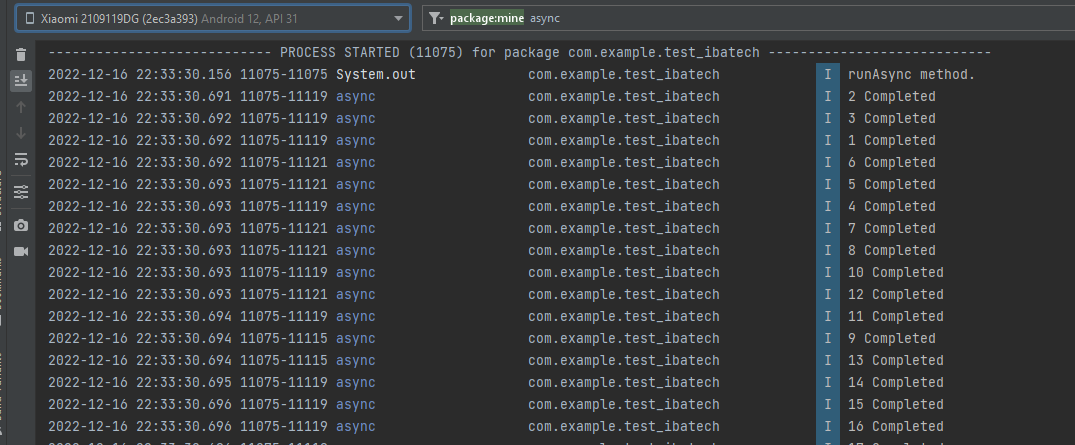 Xiaomi 2109119DG (2ec3a393) Android 12, API 31 package:mine async
---------------------------- PROCESS STARTED (11075) for package com.example.test_ibatech ----------------------------
2022-12-16 22:33:30.156 11075-11075 System.out com.example.test_ibatech I runAsync method.
2022-12-16 22:33:30.691 11075-11119 async com.example.test_ibatech I 2 Completed
2022-12-16 22:33:30.692 11075-11119 async com.example.test_ibatech I 3 Completed
2022-12-16 22:33:30.692 11075-11119 async com.example.test_ibatech I 1 Completed
2022-12-16 22:33:30.692 11075-11121 async com.example.test_ibatech I 6 Completed
2022-12-16 22:33:30.693 11075-11121 async com.example.test_ibatech I 5 Completed
2022-12-16 22:33:30.693 11075-11119 async com.example.test_ibatech I 4 Completed
2022-12-16 22:33:30.693 11075-11121 async com.example.test_ibatech I 7 Completed
2022-12-16 22:33:30.693 11075-11121 async com.example.test_ibatech I 8 Completed
2022-12-16 22:33:30.693 11075-11119 async com.example.test_ibatech I 10 Completed
2022-12-16 22:33:30.693 11075-11121 async com.example.test_ibatech I 12 Completed
2022-12-16 22:33:30.694 11075-11119 async com.example.test_ibatech I 11 Completed
2022-12-16 22:33:30.694 11075-11115 async com.example.test_ibatech I 9 Completed
2022-12-16 22:33:30.694 11075-11115 async com.example.test_ibatech I 13 Completed
2022-12-16 22:33:30.695 11075-11119 async com.example.test_ibatech I 14 Completed
2022-12-16 22:33:30.696 11075-11119 async com.example.test_ibatech I 15 Completed
2022-12-16 22:33:30.696 11075-11119 async com.example.test_ibatech I 16 Completed